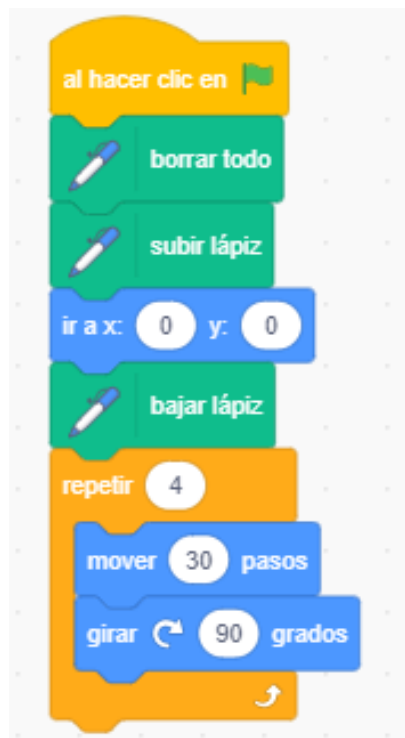 al hacer clic en
borrar todo
subir lápiz
ir a x: 0 y: 0
bajar lápiz
repetir 4
mover 30 pasos
girar 90 grados